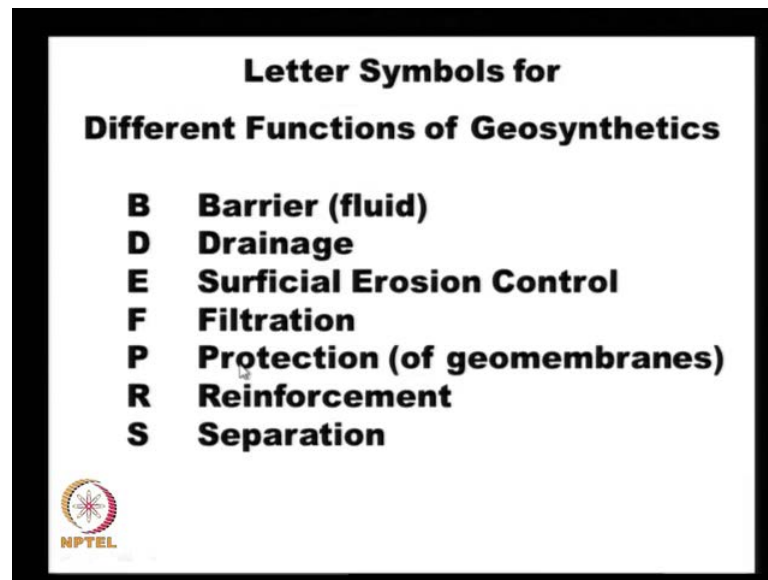 Letter Symbols for
Different Functions of Geosynthetics
B Barrier (fluid)
D Drainage
E Surficial Erosion Control
F Filtration
P Protection (of geomembranes)
R Reinforcement
S Separation
NPTEL